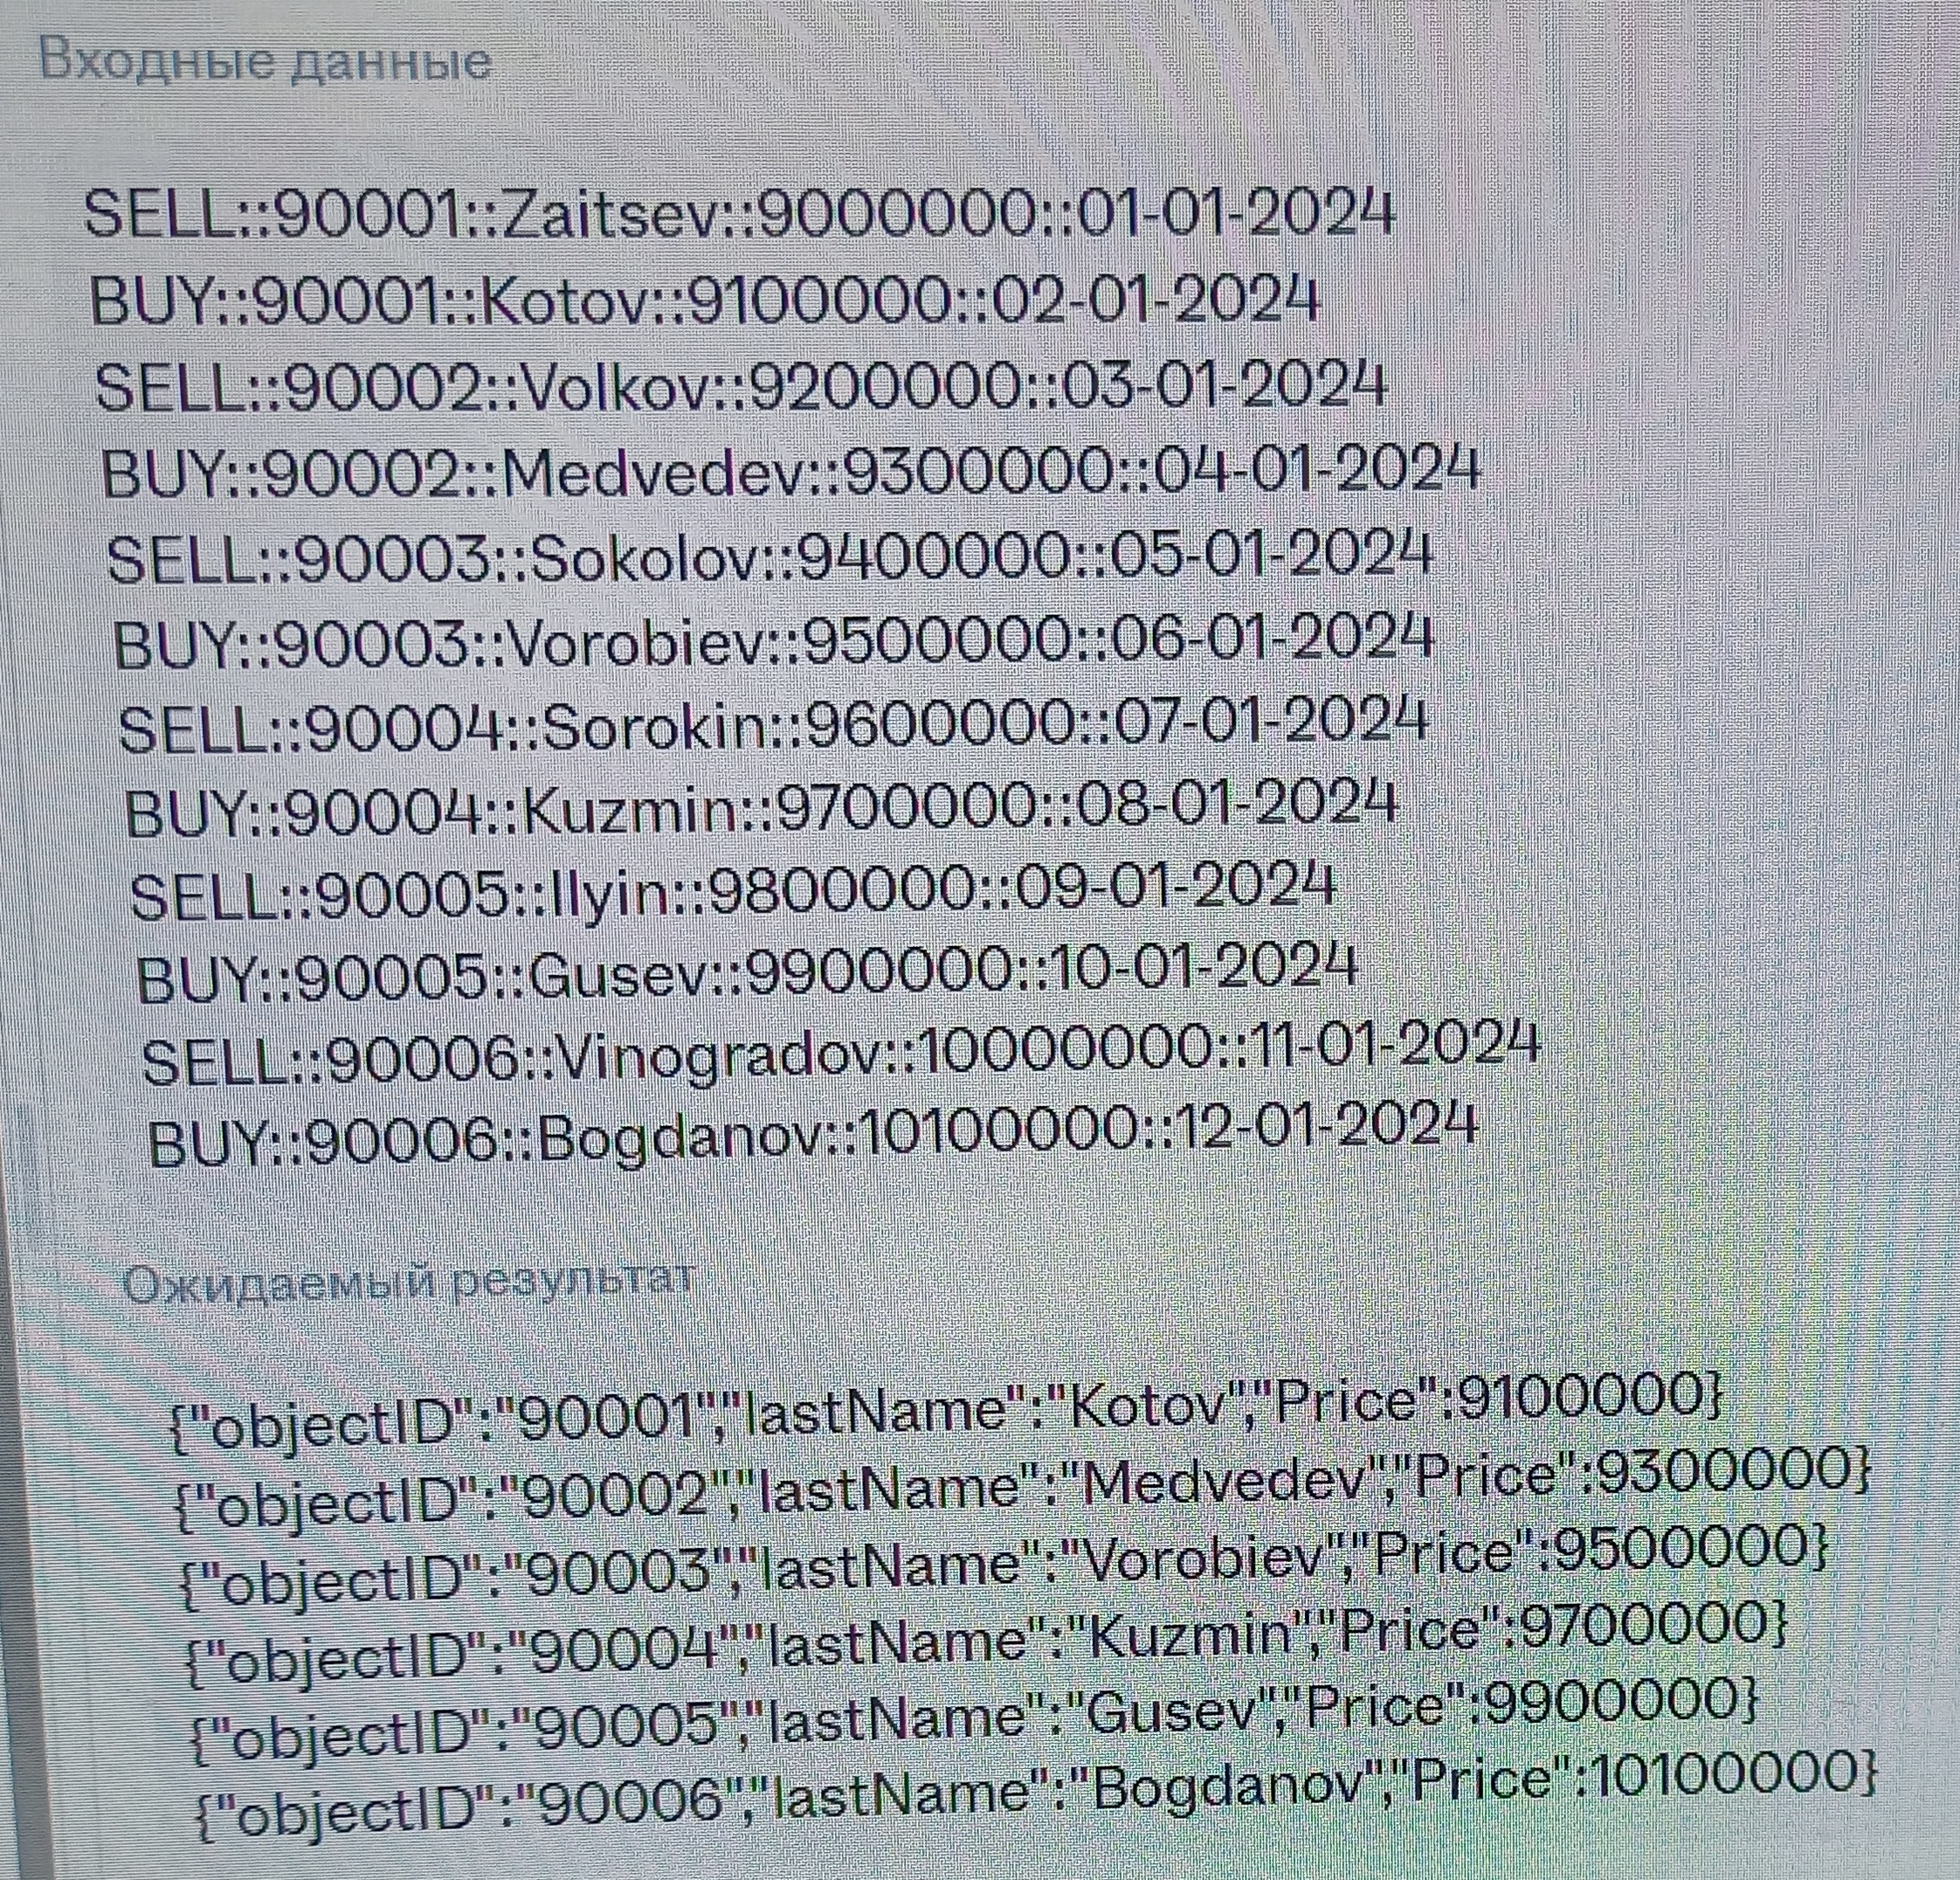 Входные данные
SELL::90001::Zaitsev::9000000::01-01-2024
BUY::90001::Kotov::9100000::02-01-2024
SELL::90002::Volkov::9200000::03-01-2024
BUY::90002::Medvedev::9300000::04-01-2024
SELL::90003::Sokolov::9400000::05-01-2024
BUY::90003::Vorobiev::9500000::06-01-2024
SELL::90004::Sorokin::9600000::07-01-2024
BUY::90004::Kuzmin::9700000::08-01-2024
SELL::90005::Ilyin::9800000::09-01-2024
BUY::90005::Gusev::9900000::10-01-2024
SELL::90006::Vinogradov::10000000::11-01-2024
BUY::90006::Bogdanov::10100000::12-01-2024
Ожидаемый результат
{"objectID":"90001","lastName":"Kotov","Price":9100000}
{"objectID":"90002","lastName":"Medvedev","Price":9300000}
{"objectID":"90003","lastName":"Vorobiev","Price":9500000}
{"objectID":"90004","lastName":"Kuzmin","Price":9700000}
{"objectID":"90005","lastName":"Gusev","Price":9900000}
{"objectID":"90006","lastName":"Bogdanov","Price":10100000}